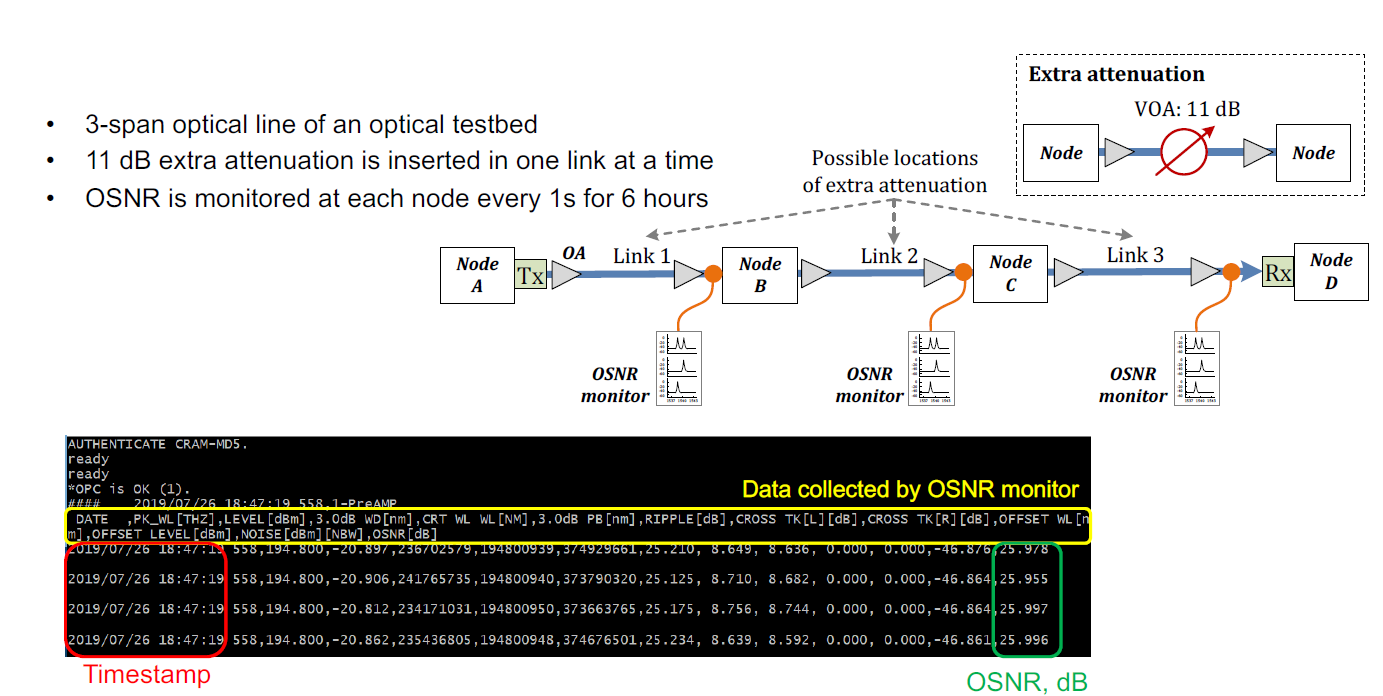 • 3-span optical line of an optical testbed
• 11 dB extra attenuation is inserted in one link at a time
• OSNR is monitored at each node every 1s for 6 hours
Extra attenuation
VOA: 11 dB
Node
Node
Possible locations
of extra attenuation
Node
A
Tx
OA
Link 1
Node
B
Link 2
Node
C
Link 3
Rx
Node
D
OSNR
monitor
OSNR
monitor
OSNR
monitor
AUTHENTICATE CRAM-MD5.
ready
ready
*OPC is OK (1).
#### 2019/07/26 18:47:19.558,1-PreAMP
Data collected by OSNR monitor
DATE ,PK_WL[THZ],LEVEL[dBm],3.0dB WD[nm],CRT WL WL[NM],3.0dB PB[nm],RIPPLE[dB],CROSS TK[L][dB],CROSS TK[R][dB],OFFSET WL[n
m],OFFSET LEVEL[dBm],NOISE[dBm][NBW],OSNR[dB]
2019/07/26 18:47:19.558,194.800,-20.897,236702579,194800939,374929661,25.210, 8.649, 8.636, 0.000, 0.000,-46.876,25.978
2019/07/26 18:47:19.558,194.800,-20.906,241765735,194800940,373790320,25.125, 8.710, 8.682, 0.000, 0.000,-46.864,25.955
2019/07/26 18:47:19.558,194.800,-20.812,234171031,194800950,373663765,25.175, 8.756, 8.744, 0.000, 0.000,-46.864,25.997
2019/07/26 18:47:19.558,194.800,-20.862,235436805,194800948,374676501,25.234, 8.639, 8.592, 0.000, 0.000,-46.861,25.996
Timestamp
OSNR, dB